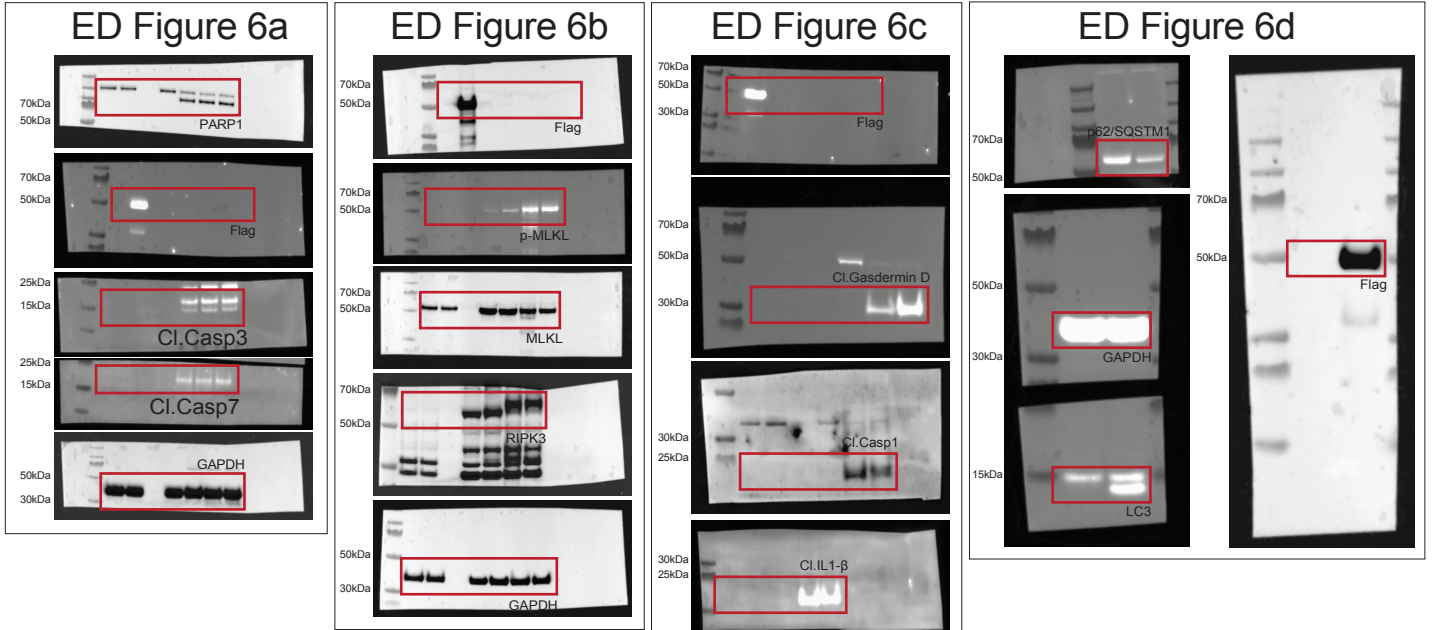 ED Figure 6a
70kDa
50kDa
PARP1
70kDa
50kDa
Flag
25kDa
15kDa
Cl.Casp3
25kDa
15kDa
Cl.Casp7
GAPDH
50kDa
30kDa
ED Figure 6b
70kDa
50kDa
Flag
70kDa
50kDa
p-MLKL
70kDa
50kDa
MLKL
70kDa
50kDa
RIPK3
50kDa
30kDa
GAPDH
ED Figure 6c
70kDa
50kDa
30kDa
Flag
70kDa
50kDa
Cl.Gasdermin D
30kDa
Cl.Casp1
30kDa
25kDa
Cl.IL1-β
30kDa
25kDa
ED Figure 6d
p62/SQSTM1
70kDa
50kDa
50kDa
GAPDH
30kDa
15kDa
LC3
70kDa
50kDa
Flag